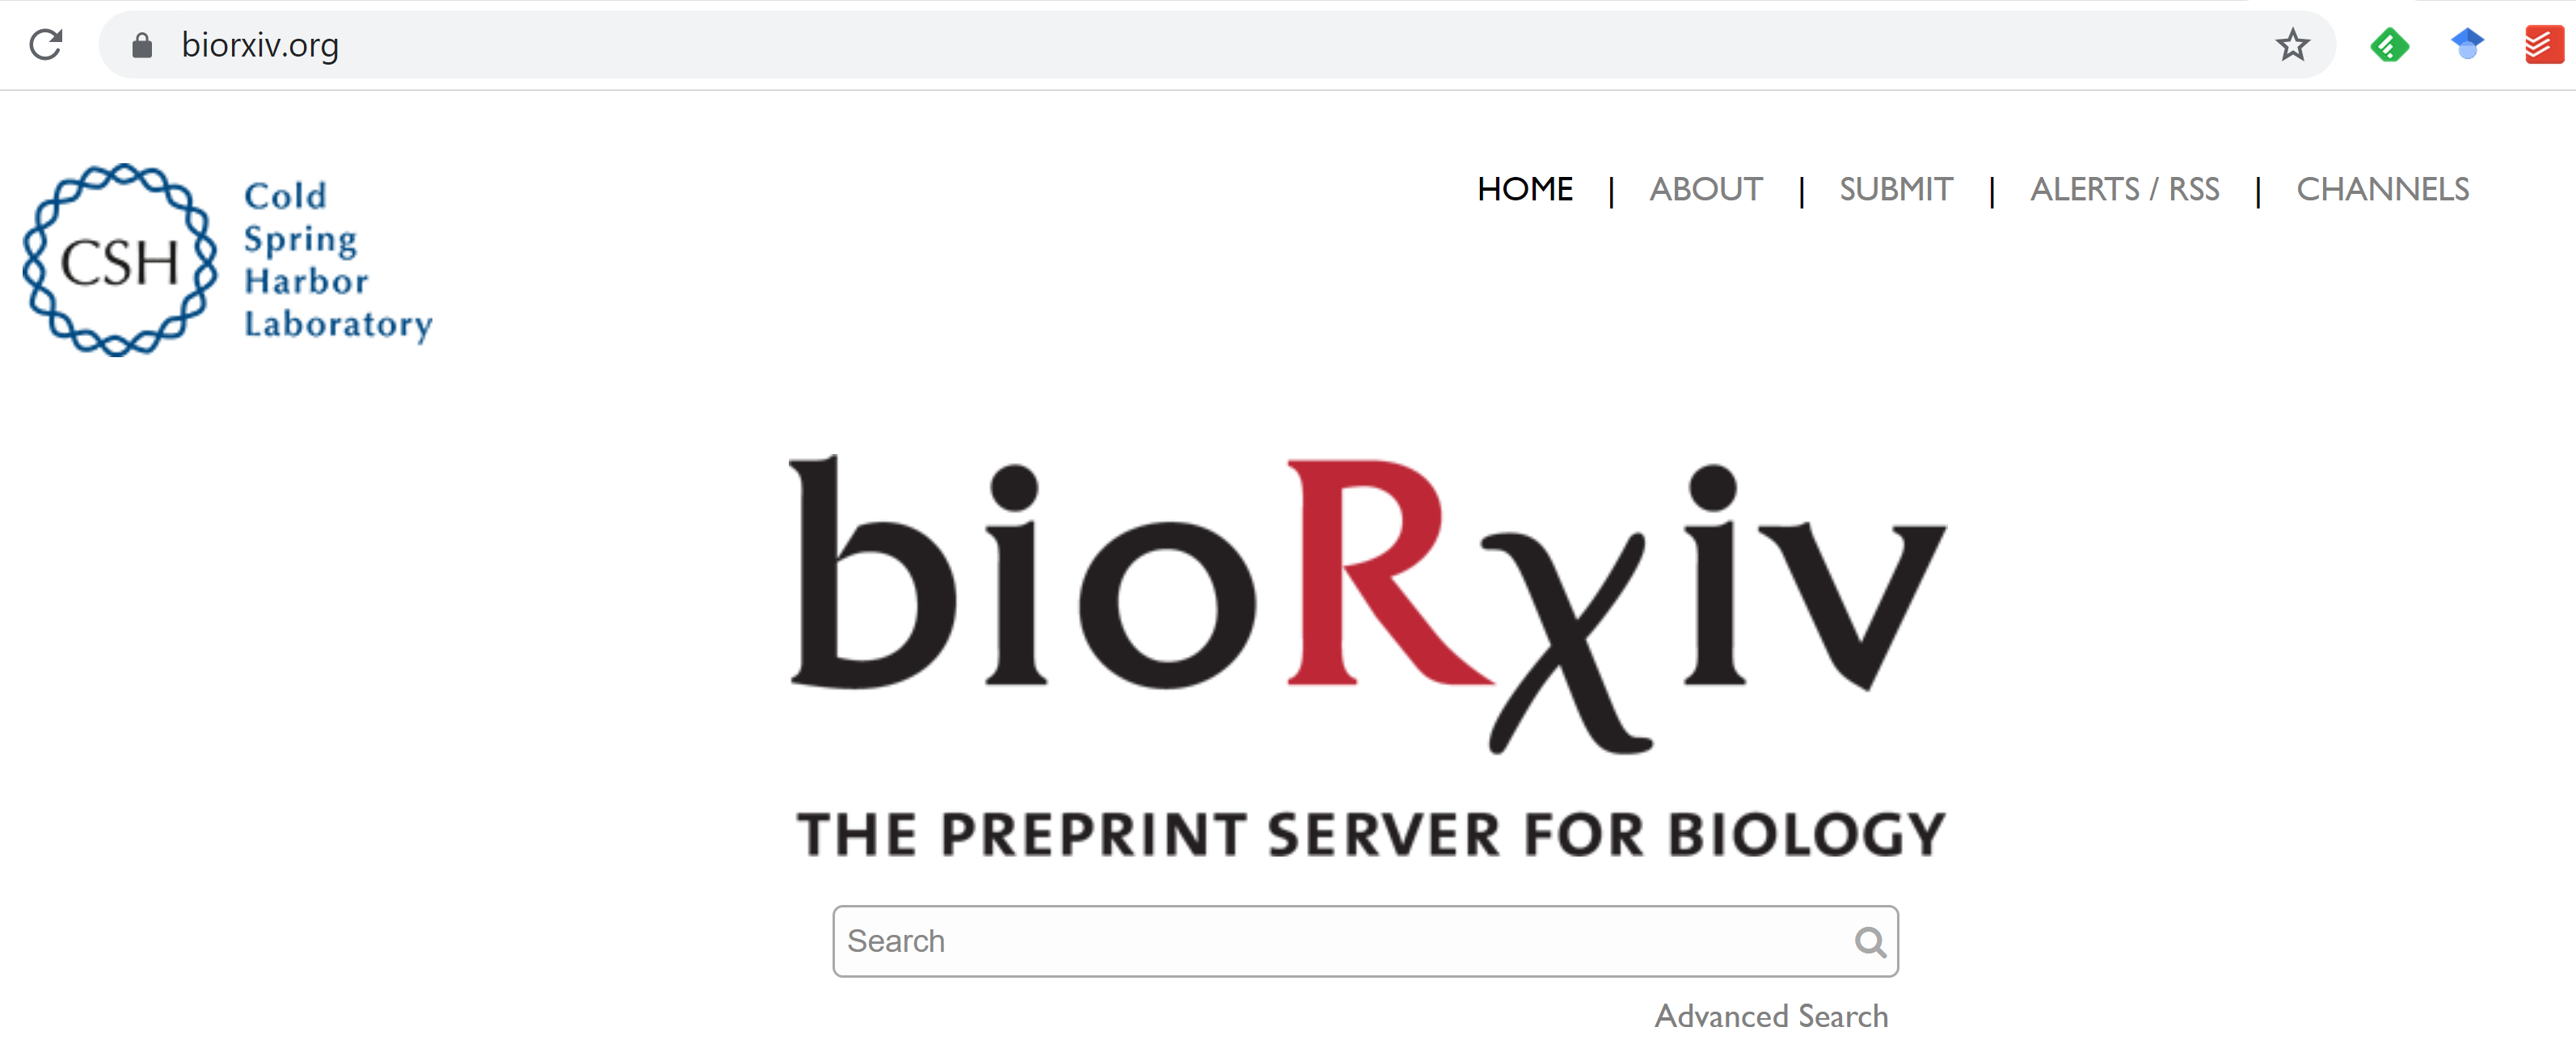 biorxiv.org
CSH
Cold
Spring
Harbor
Laboratory
HOME | ABOUT | SUBMIT | ALERTS / RSS | CHANNELS
bioRχiv
THE PREPRINT SERVER FOR BIOLOGY
Search
Advanced Search